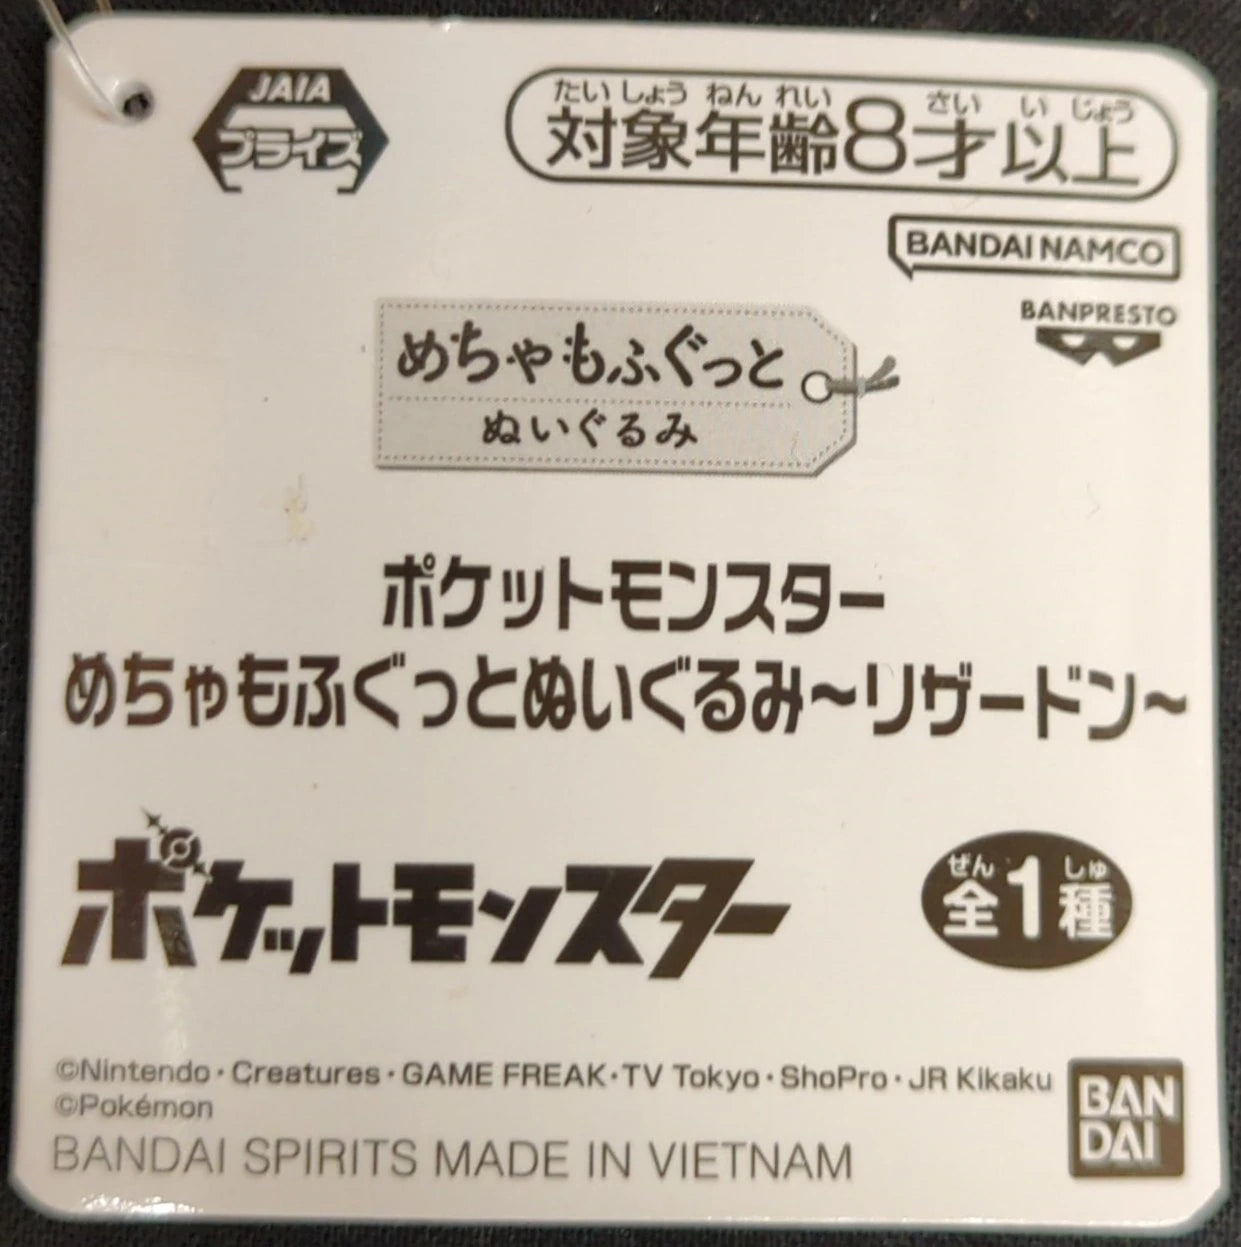 JAIA
プライズ
たいしょうねんれい さいいじょう
対象年齢8才以上
BANDAI NAMCO
BANPRESTO
めちゃもふぐっと
ぬいぐるみ
ポケットモンスター
めちゃもふぐっとぬいぐるみ～リザードン～
ポケットモンスター
ぜん しゅ
全1種
©Nintendo・Creatures・GAME FREAK・TV Tokyo・ShoPro・JR Kikaku
©Pokémon
BANDAI SPIRITS MADE IN VIETNAM
BAN
DAI